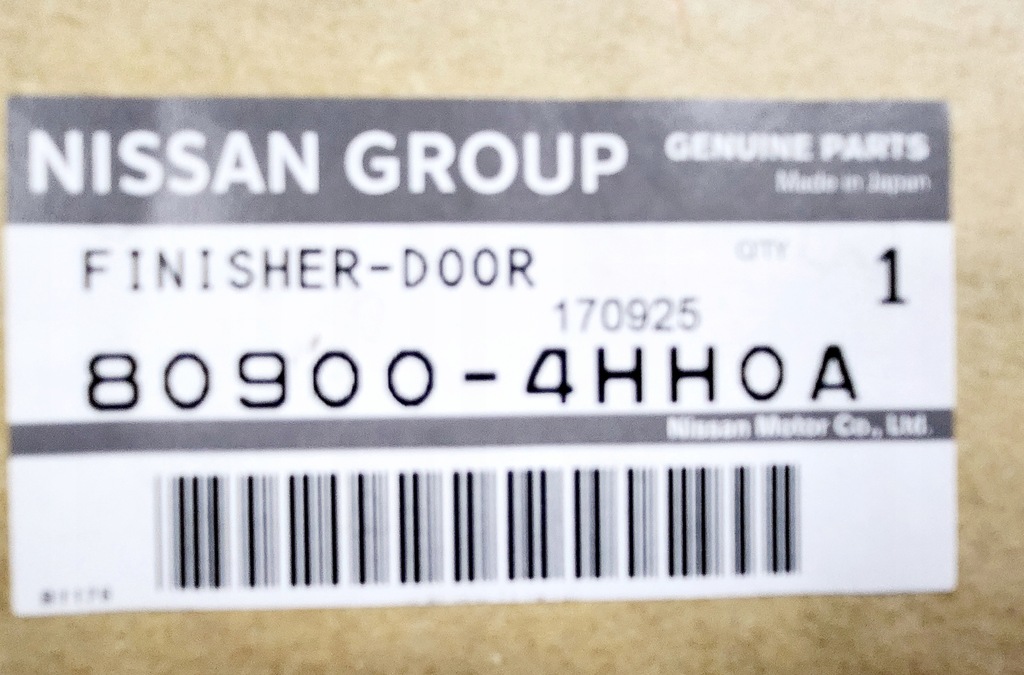 NISSAN GROUP
GENUINE PARTS
Made in Japan
FINISHER-DOOR
QTY
1
170925
80900-4HH0A
Nissan Motor Co., Ltd.